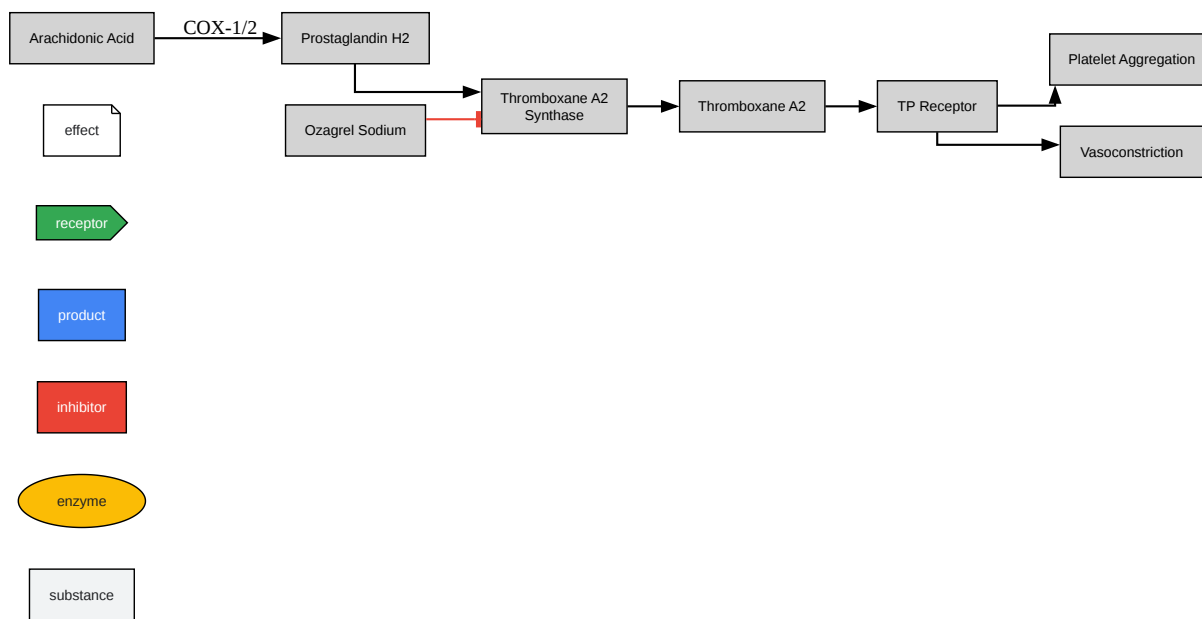 Arachidonic Acid
COX-1/2
Prostaglandin H2
Ozagrel Sodium
Thromboxane A2
Synthase
Thromboxane A2
TP Receptor
Platelet Aggregation
Vasoconstriction
effect
receptor
product
inhibitor
enzyme
substance